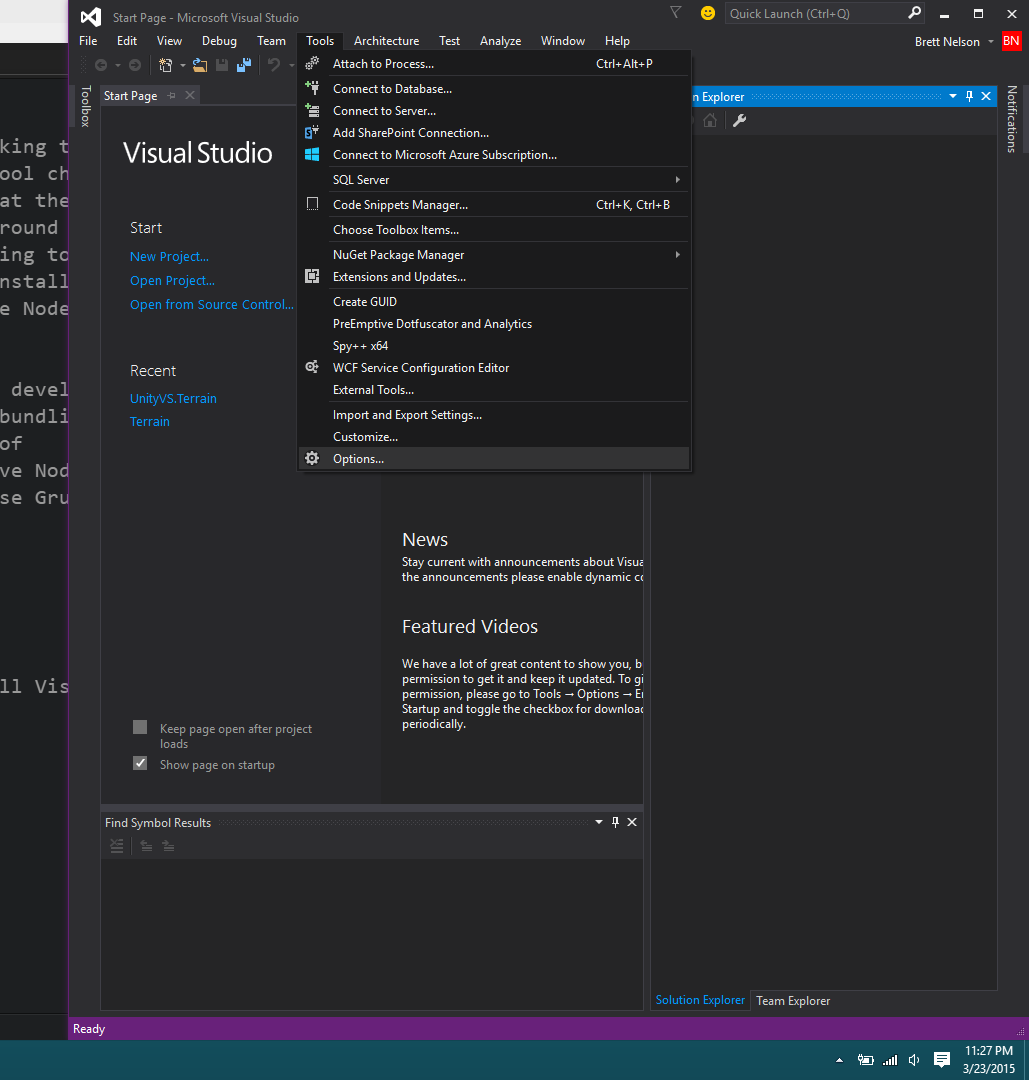 Start Page - Microsoft Visual Studio
Quick Launch (Ctrl+Q)
File Edit View Debug Team Tools Architecture Test Analyze Window Help
Brett Nelson BN
Toolbox
Start Page
n Explorer
Notifications
Attach to Process... Ctrl+Alt+P
Connect to Database...
Connect to Server...
Add SharePoint Connection...
Connect to Microsoft Azure Subscription...
SQL Server
Code Snippets Manager... Ctrl+K, Ctrl+B
Choose Toolbox Items...
NuGet Package Manager
Extensions and Updates...
Create GUID
PreEmptive Dotfuscator and Analytics
Spy++ x64
WCF Service Configuration Editor
External Tools...
Import and Export Settings...
Customize...
Options...
Visual Studio
Start
New Project...
Open Project...
Open from Source Control...
Recent
UnityVS.Terrain
Terrain
king t
ool ch
at the
round
ing to
nstall
e Node
devel
bundli
of
ve Nod
se Gru
ll Vis
News
Stay current with announcements about Visua
the announcements please enable dynamic co
Featured Videos
We have a lot of great content to show you, b
permission to get it and keep it updated. To gi
permission, please go to Tools → Options → En
Startup and toggle the checkbox for download
periodically.
Keep page open after project
loads
Show page on startup
Find Symbol Results
Solution Explorer Team Explorer
Ready
11:27 PM
3/23/2015